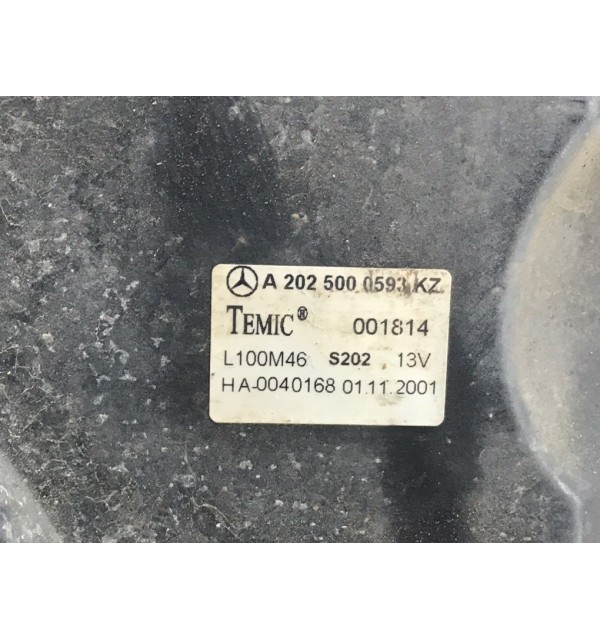 A 202 500 0593 KZ
TEMIC® 001814
L100M46 S202 13V
HA-0040168 01.11.2001